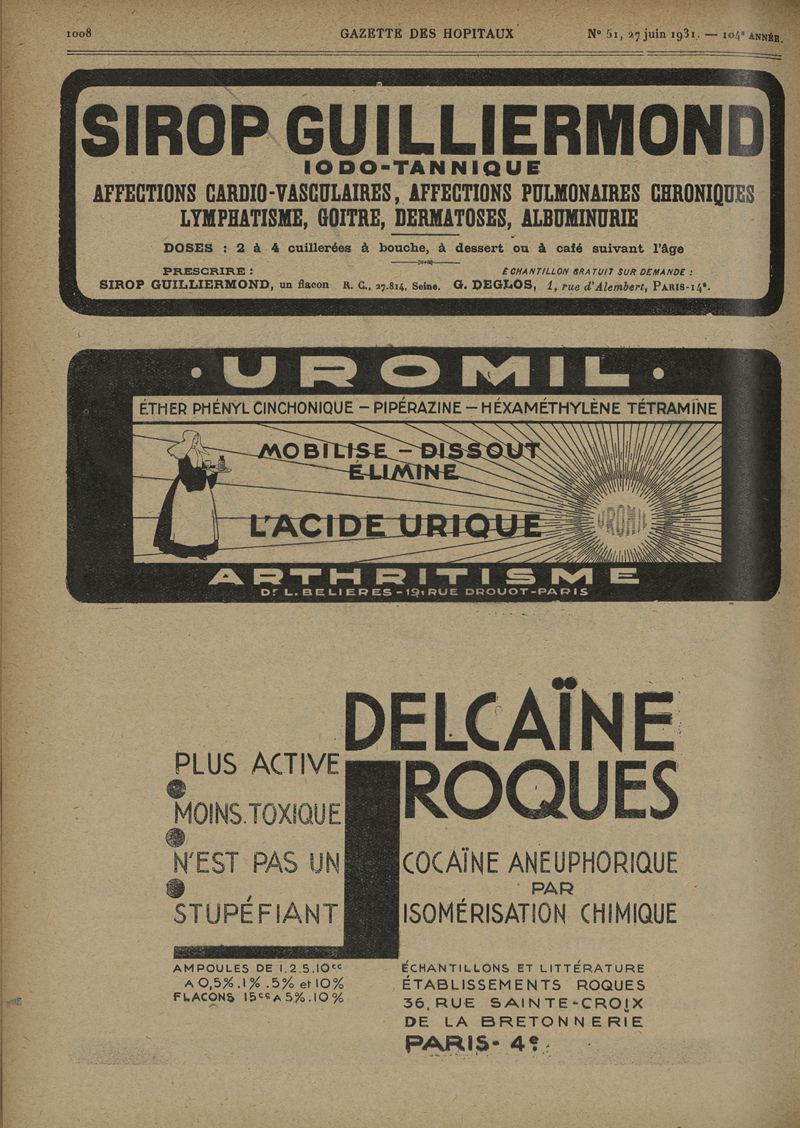 1008 GAZETTE DES HOPITAUX N° 51, 27 juin 1931. — 104e ANNÉE.
SIROP GUILLIERMOND
IODO-TANNIQUE
AFFECTIONS CARDIO-VASCULAIRES, AFFECTIONS PULMONAIRES CHRONIQUES
LYMPHATISME, GOITRE, DERMATOSES, ALBUMINURIE
DOSES : 2 à 4 cuillerées à bouche, à dessert ou à café suivant l'âge
PRESCRIRE : ÉCHANTILLON GRATUIT SUR DEMANDE :
SIROP GUILLIERMOND, un flacon R. C., 27.814, Seine. G. DEGLOS, 1, rue d'Alembert, PARIS-14e.
• UROMIL •
ÉTHER PHÉNYL CINCHONIQUE – PIPÉRAZINE – HÉXAMÉTHYLÈNE TÉTRAMINE
MOBILISE – DISSOUT
ÉLIMINE
L'ACIDE URIQUE
UROMIL
ARTHRITISME
Dr L. BELIERES - 19, RUE DROUOT - PARIS
DELCAÏNE
ROQUES
PLUS ACTIVE
MOINS.TOXIQUE
N'EST PAS UN
STUPÉFIANT
COCAÏNE ANEUPHORIQUE
PAR
ISOMÉRISATION CHIMIQUE
AMPOULES DE 1.2.5.10cc
A 0,5%.1%.5% et 10%
FLACONS 15cc A 5%.10%
ÉCHANTILLONS ET LITTÉRATURE
ÉTABLISSEMENTS ROQUES
36, RUE SAINTE-CROIX
DE LA BRETONNERIE
PARIS - 4e.